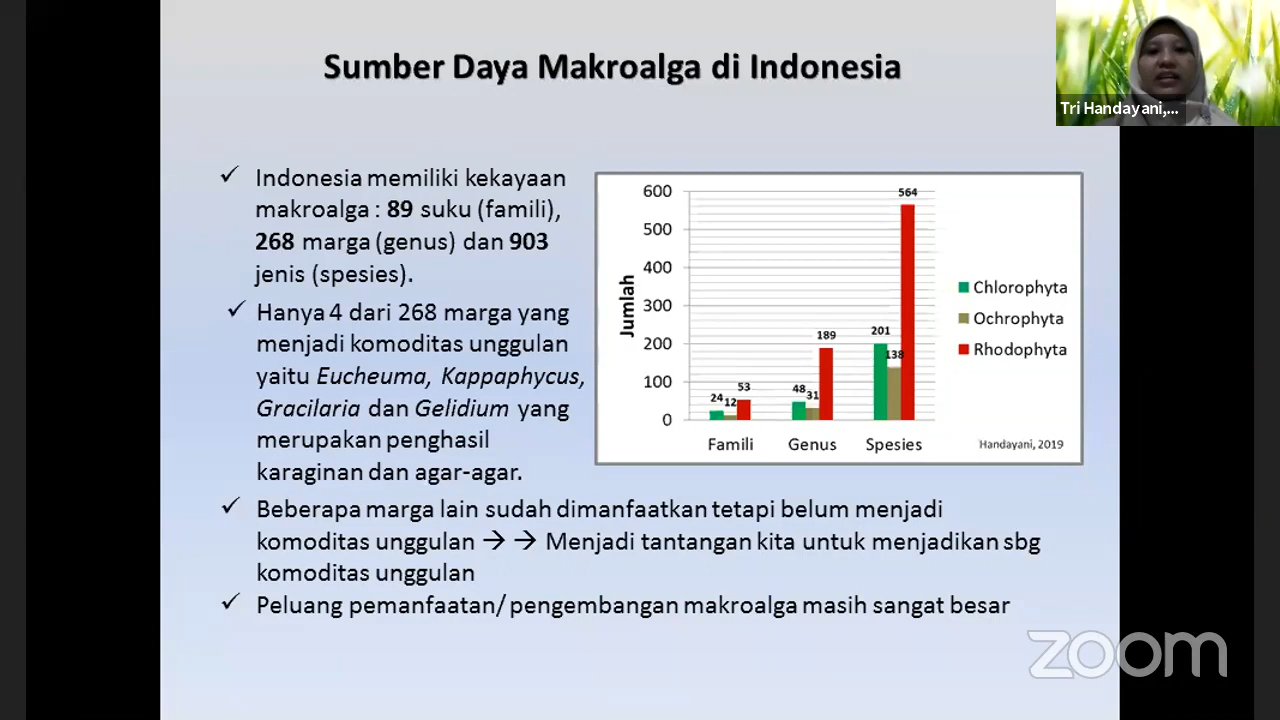 Sumber Daya Makroalga di Indonesia
Tri Handayani,...
✓ Indonesia memiliki kekayaan
makroalga : 89 suku (famili),
268 marga (genus) dan 903
jenis (spesies).
✓ Hanya 4 dari 268 marga yang
menjadi komoditas unggulan
yaitu Eucheuma, Kappaphycus,
Gracilaria dan Gelidium yang
merupakan penghasil
karaginan dan agar-agar.
✓ Beberapa marga lain sudah dimanfaatkan tetapi belum menjadi
komoditas unggulan → → Menjadi tantangan kita untuk menjadikan sbg
komoditas unggulan
✓ Peluang pemanfaatan/ pengembangan makroalga masih sangat besar
Jumlah
600
500
400
300
200
100
0
24 12 53
48 31 189
201 138 564
Famili Genus Spesies
Chlorophyta
Ochrophyta
Rhodophyta
Handayani, 2019
zoom